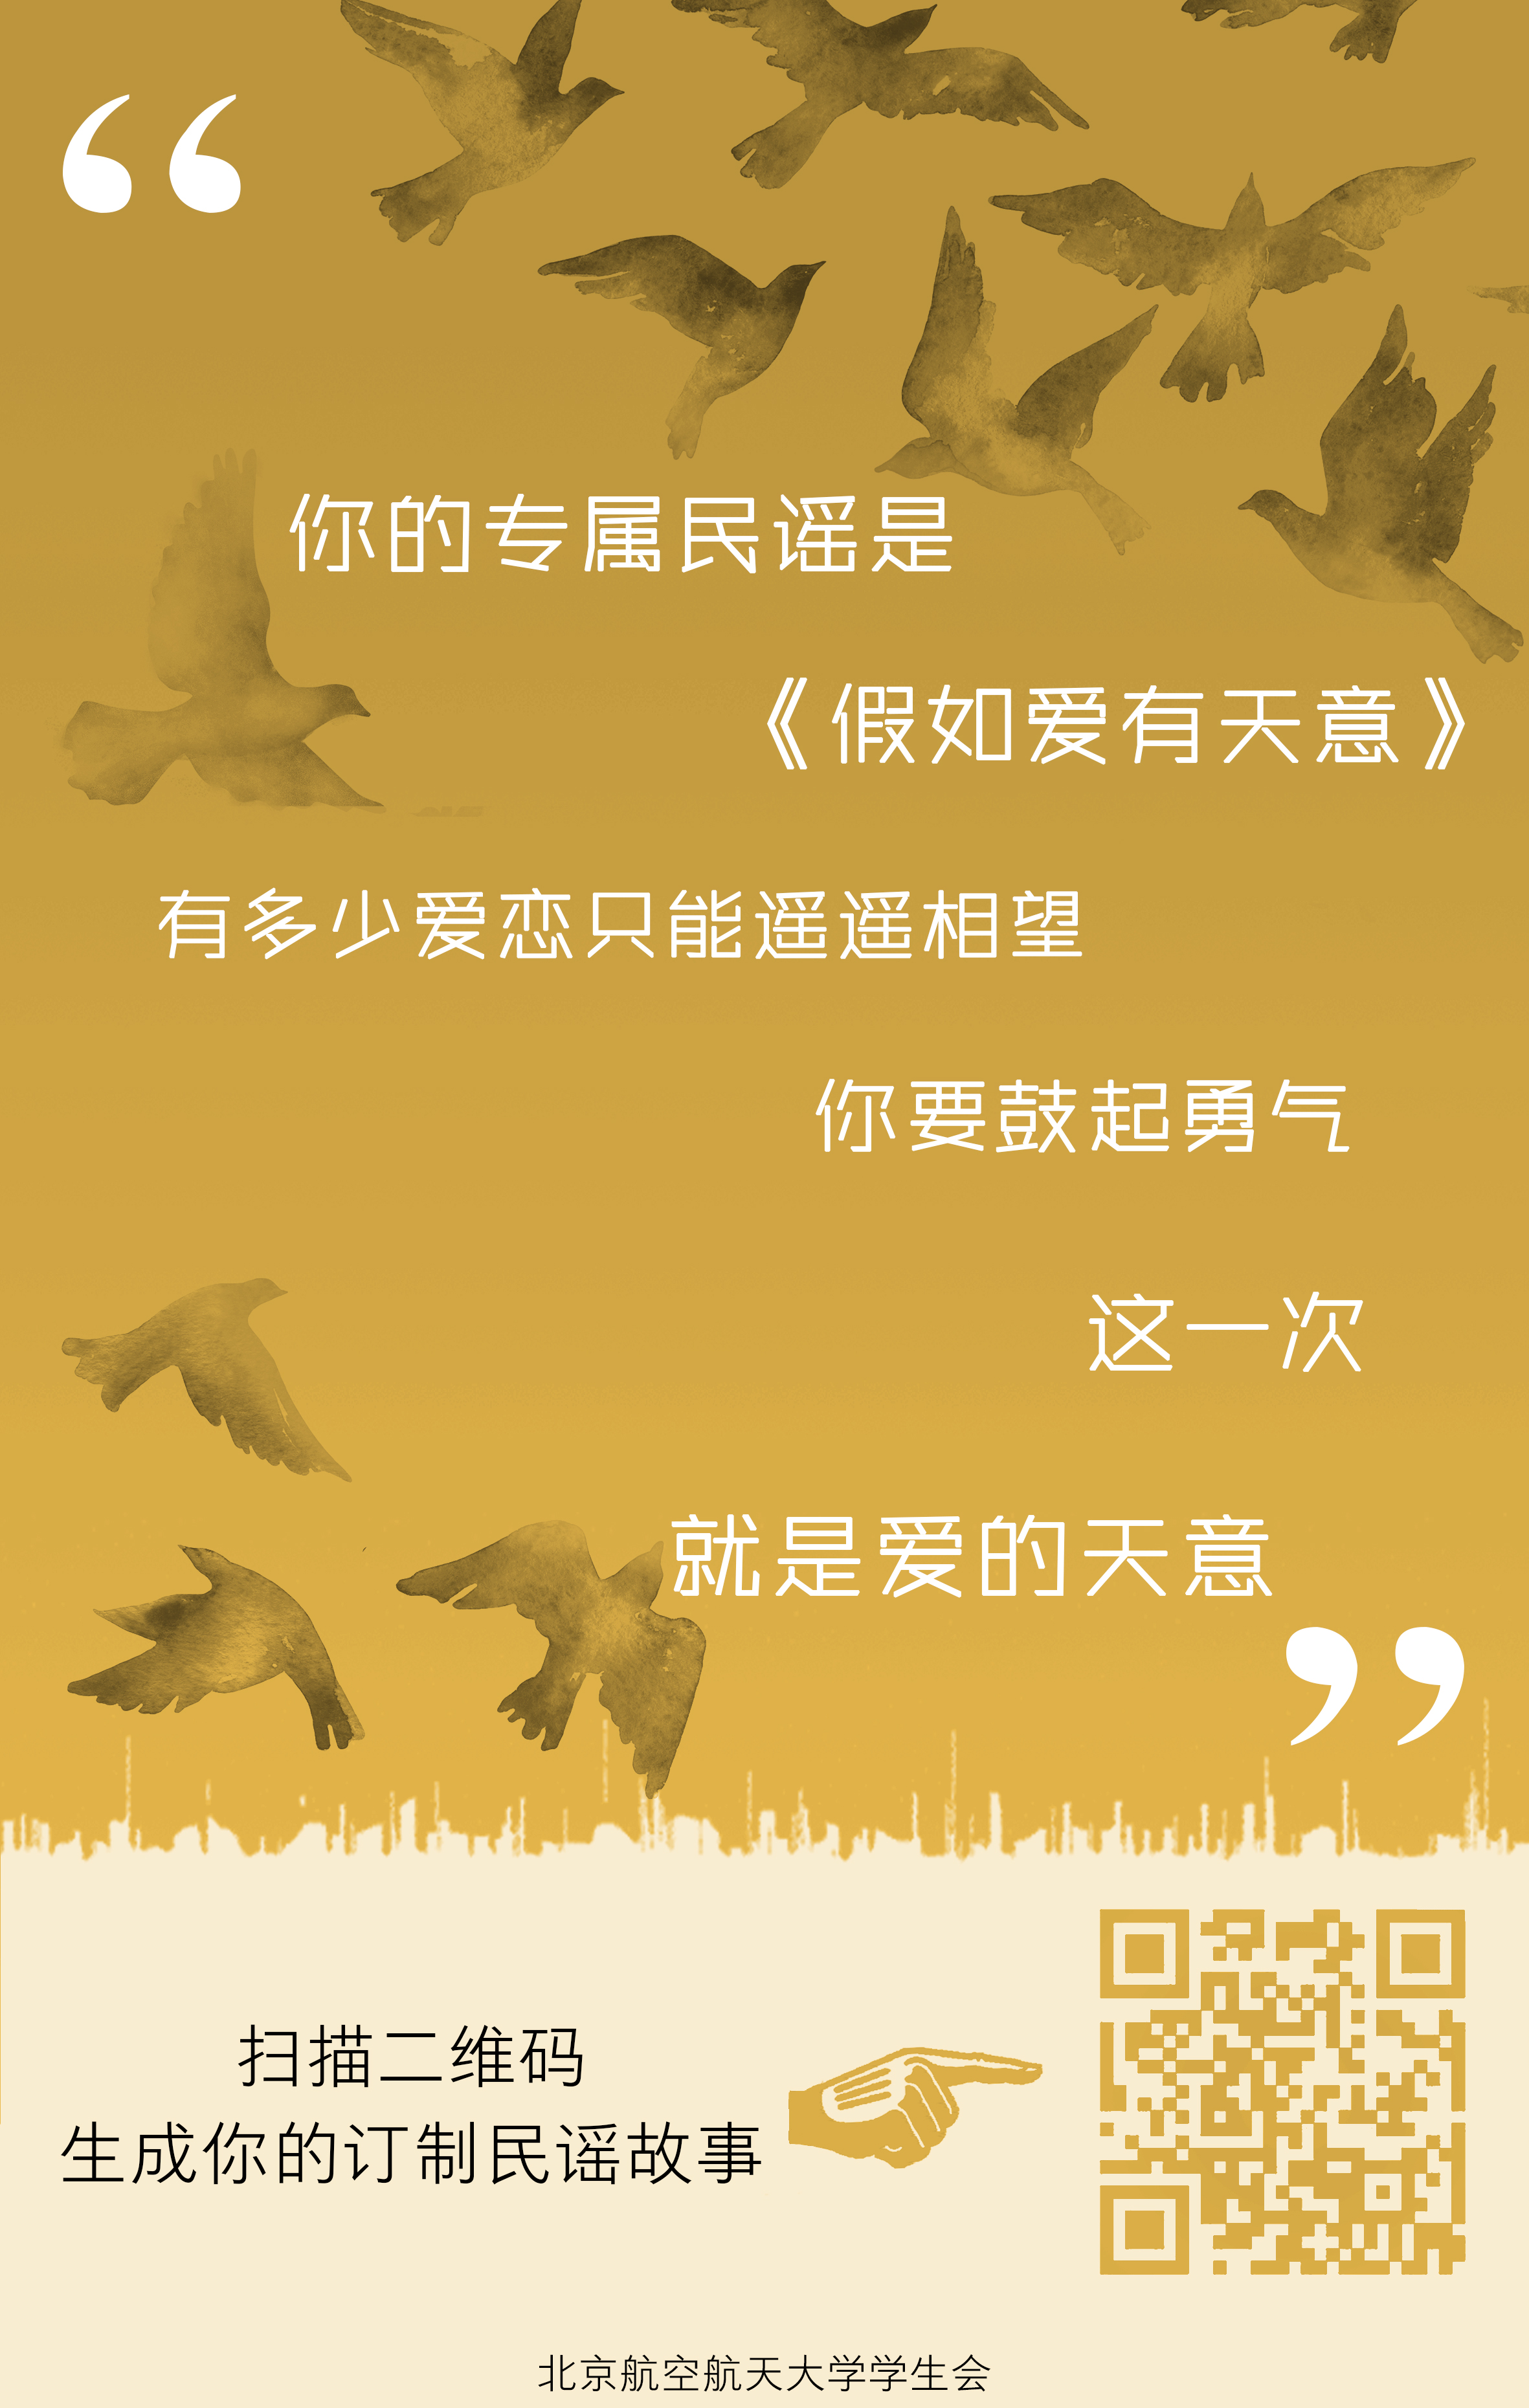 “
你的专属民谣是
《假如爱有天意》
有多少爱恋只能遥遥相望
你要鼓起勇气
这一次
就是爱的天意
”
扫描二维码
生成你的订制民谣故事
北京航空航天大学学生会